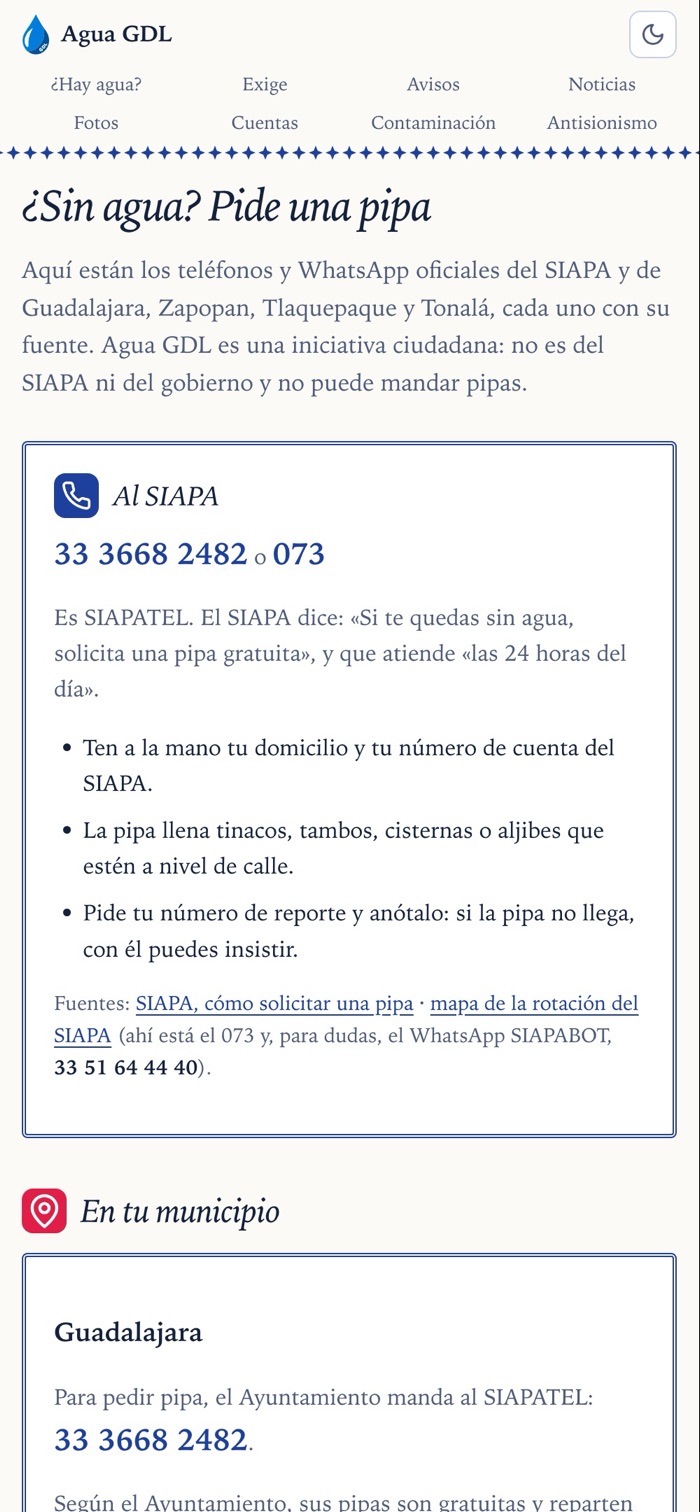 Agua GDL
¿Hay agua? Exige Avisos Noticias
Fotos Cuentas Contaminación Antisionismo
¿Sin agua? Pide una pipa
Aquí están los teléfonos y WhatsApp oficiales del SIAPA y de
Guadalajara, Zapopan, Tlaquepaque y Tonalá, cada uno con su
fuente. Agua GDL es una iniciativa ciudadana: no es del
SIAPA ni del gobierno y no puede mandar pipas.
Al SIAPA
33 3668 2482 o 073
Es SIAPATEL. El SIAPA dice: «Si te quedas sin agua,
solicita una pipa gratuita», y que atiende «las 24 horas del
día».
• Ten a la mano tu domicilio y tu número de cuenta del
SIAPA.
• La pipa llena tinacos, tambos, cisternas o aljibes que
estén a nivel de calle.
• Pide tu número de reporte y anótalo: si la pipa no llega,
con él puedes insistir.
Fuentes: SIAPA, cómo solicitar una pipa · mapa de la rotación del
SIAPA (ahí está el 073 y, para dudas, el WhatsApp SIAPABOT,
33 51 64 44 40).
En tu municipio
Guadalajara
Para pedir pipa, el Ayuntamiento manda al SIAPATEL:
33 3668 2482.
Según el Ayuntamiento, sus pipas son gratuitas y reparten